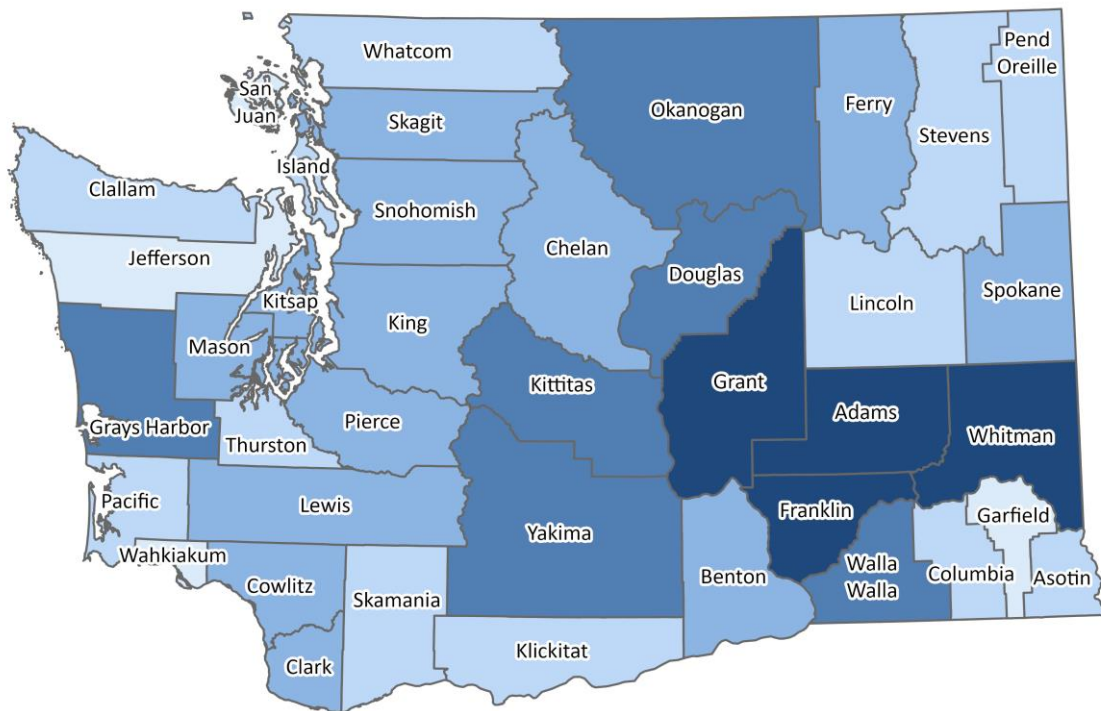 Whatcom
Pend
Oreille
San
Juan
Okanogan
Ferry
Skagit
Stevens
Island
Clallam
Snohomish
Chelan
Jefferson
Douglas
Kitsap
Spokane
Lincoln
King
Mason
Kittitas
Grant
Adams
Pierce
Grays Harbor
Whitman
Thurston
Pacific
Lewis
Franklin
Garfield
Yakima
Wahkiakum
Walla
Walla
Benton
Columbia
Asotin
Cowlitz
Skamania
Klickitat
Clark